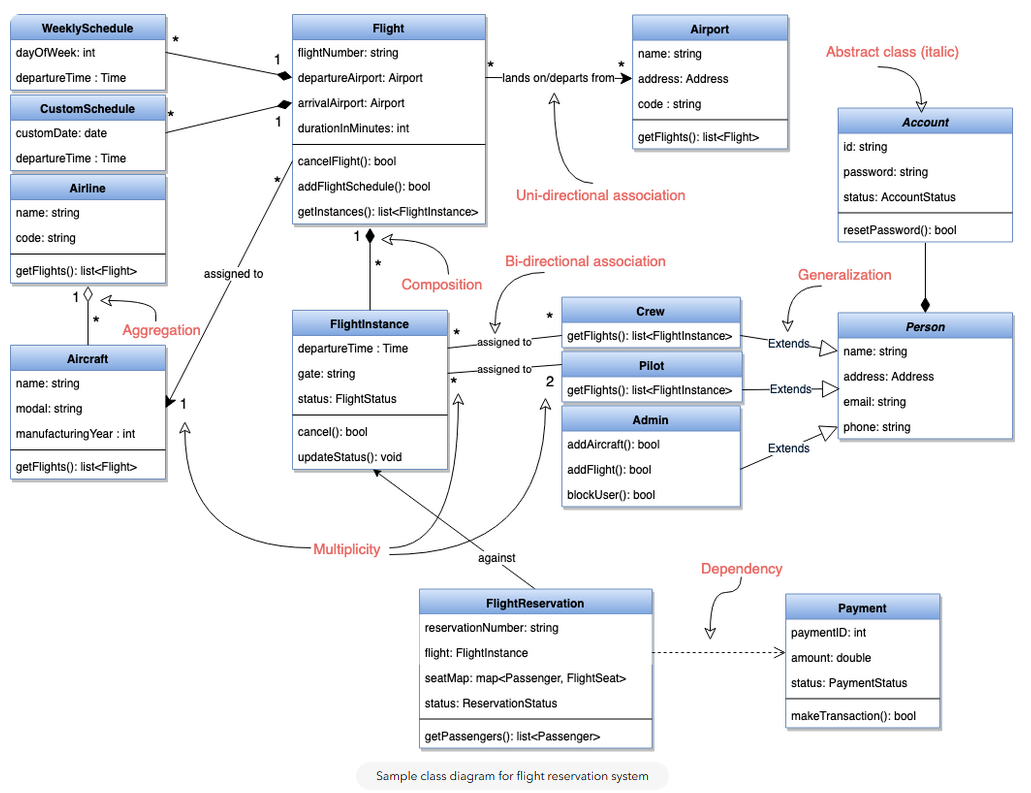 WeeklySchedule
dayOfWeek: int
departureTime : Time
CustomSchedule
customDate: date
departureTime : Time
Airline
name: string
code: string
getFlights(): list<Flight>
1
*
Aggregation
Aircraft
name: string
modal: string
manufacturingYear : int
getFlights(): list<Flight>
*
1
*
1
*
assigned to
1
Flight
flightNumber: string
departureAirport: Airport
arrivalAirport: Airport
durationInMinutes: int
cancelFlight(): bool
addFlightSchedule(): bool
getInstances(): list<FlightInstance>
*
lands on/departs from
*
Uni-directional association
Airport
name: string
address: Address
code : string
getFlights(): list<Flight>
Abstract class (italic)
Account
id: string
password: string
status: AccountStatus
resetPassword(): bool
1
*
Composition
Bi-directional association
Generalization
FlightInstance
departureTime : Time
gate: string
status: FlightStatus
cancel(): bool
updateStatus(): void
*
assigned to
*
assigned to
*
2
Crew
getFlights(): list<FlightInstance>
Pilot
getFlights(): list<FlightInstance>
Admin
addAircraft(): bool
addFlight(): bool
blockUser(): bool
Extends
Extends
Extends
Person
name: string
address: Address
email: string
phone: string
Multiplicity
against
Dependency
FlightReservation
reservationNumber: string
flight: FlightInstance
seatMap: map<Passenger, FlightSeat>
status: ReservationStatus
getPassengers(): list<Passenger>
Payment
paymentID: int
amount: double
status: PaymentStatus
makeTransaction(): bool
Sample class diagram for flight reservation system